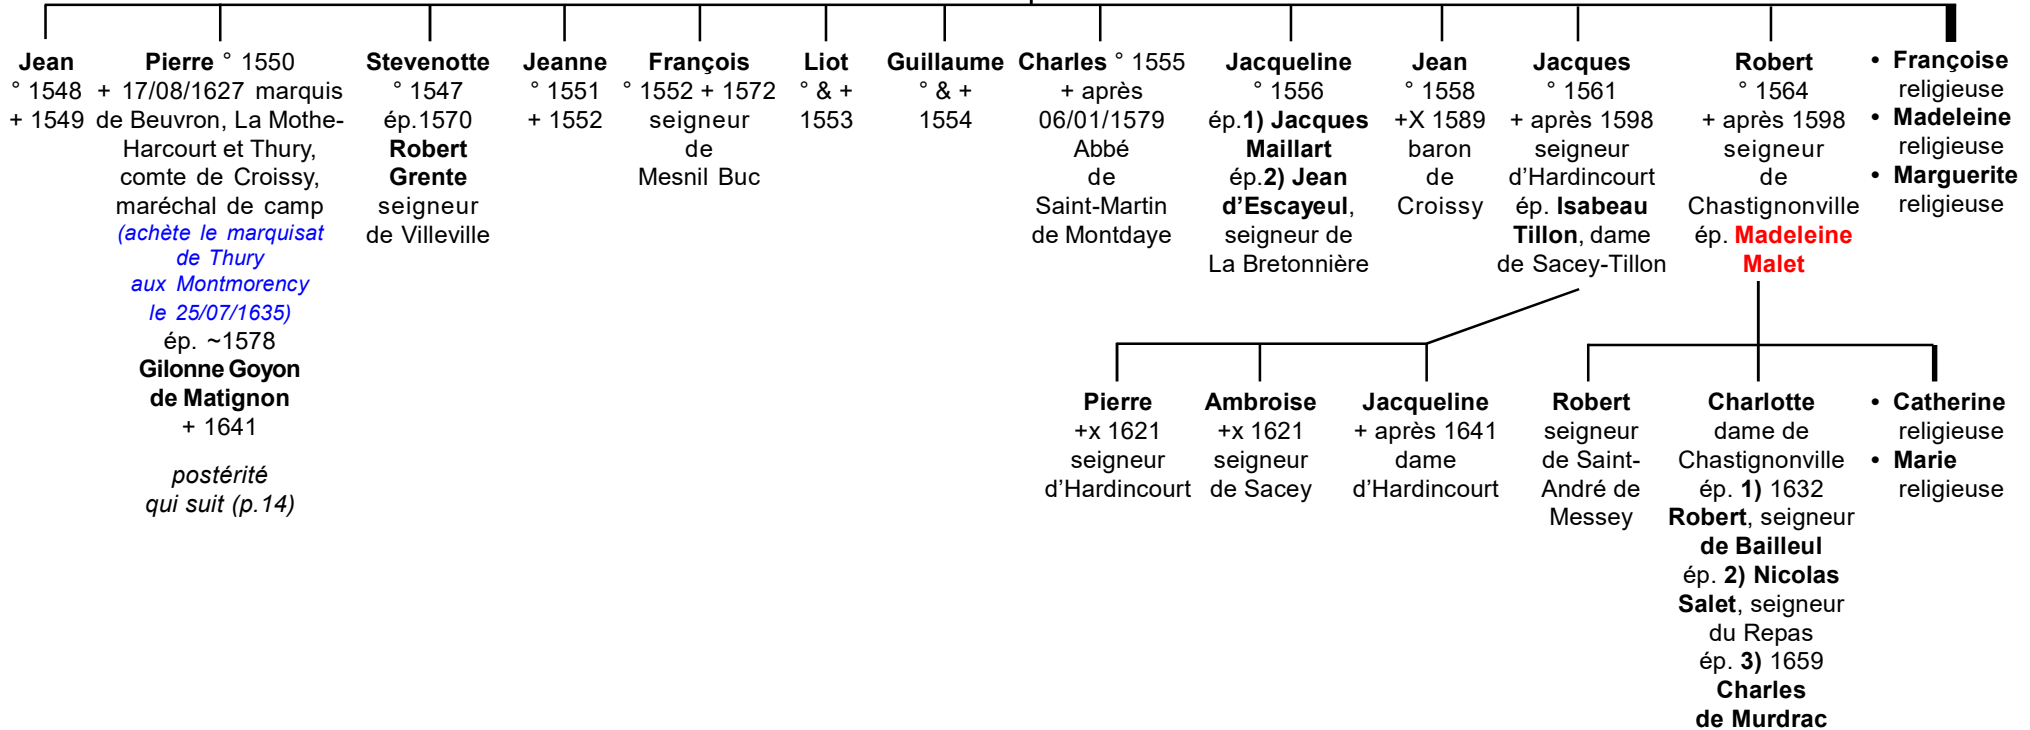 Jean
° 1548
+ 1549
Pierre ° 1550
+ 17/08/1627 marquis
de Beuvron, La Mothe-
Harcourt et Thury,
comte de Croissy,
maréchal de camp
(achète le marquisat
de Thury
aux Montmorency
le 25/07/1635)
ép. ~1578
Gilonne Goyon
de Matignon
+ 1641
postérité
qui suit (p.14)
Stevenotte
° 1547
ép.1570
Robert
Grente
seigneur
de Villeville
Jeanne
° 1551
+ 1552
François
° 1552 + 1572
seigneur
de
Mesnil Buc
Liot
° & +
1553
Guillaume
° & +
1554
Charles ° 1555
+ après
06/01/1579
Abbé
de
Saint-Martin
de Montdaye
Jacqueline
° 1556
ép.1) Jacques
Maillart
ép.2) Jean
d’Escayeul,
seigneur de
La Bretonnière
Jean
° 1558
+X 1589
baron
de
Croissy
Jacques
° 1561
+ après 1598
seigneur
d’Hardincourt
ép. Isabeau
Tillon, dame
de Sacey-Tillon
Robert
° 1564
+ après 1598
seigneur
de
Chastignonville
ép. Madeleine
Malet
• Françoise
religieuse
• Madeleine
religieuse
• Marguerite
religieuse
Pierre
+x 1621
seigneur
d’Hardincourt
Ambroise
+x 1621
seigneur
de Sacey
Jacqueline
+ après 1641
dame
d’Hardincourt
Robert
seigneur
de Saint-
André de
Messey
Charlotte
dame de
Chastignonville
ép. 1) 1632
Robert, seigneur
de Bailleul
ép. 2) Nicolas
Salet, seigneur
du Repas
ép. 3) 1659
Charles
de Murdrac
• Catherine
religieuse
• Marie
religieuse